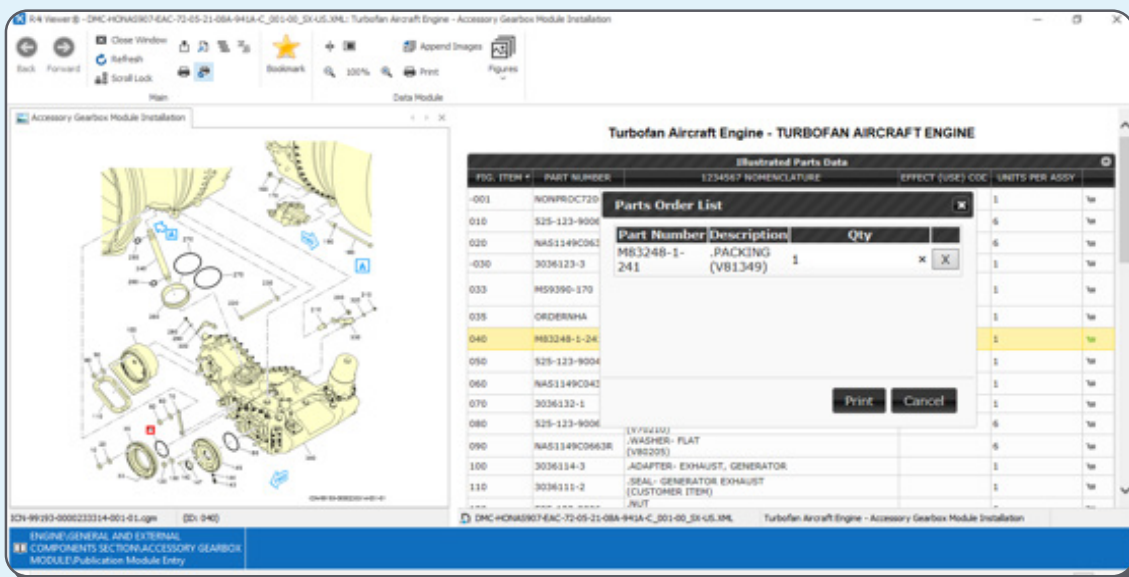 R4i Viewer® - DMC-HONAS907-EAC-72-05-21-08A-941A-C_001-00_SX-US.XML: Turbofan Aircraft Engine - Accessory Gearbox Module Installation
Back
Forward
Close Window
Refresh
Scroll Lock
Main
Bookmark
100%
Append Images
Print
Figures
Data Module
Accessory Gearbox Module Installation
Turbofan Aircraft Engine - TURBOFAN AIRCRAFT ENGINE
Illustrated Parts Data
FIG. ITEM PART NUMBER 1234567 NOMENCLATURE EFFECT (USE) COC UNITS PER ASSY
-001 NONPROC720 1
010 525-123-9006 6
020 NAS1149C063 6
-030 3036123-3 1
033 MS9390-170 1
035 ORDERNHA 1
040 M83248-1-24 1
050 525-123-9004 1
060 NAS1149C043 1
070 3036132-1 1
080 525-123-9006 6
090 NAS1149C0663R .WASHER- FLAT 6
(V80205)
100 3036114-3 .ADAPTER- EXHAUST, GENERATOR 1
110 3036111-2 .SEAL- GENERATOR EXHAUST 1
(CUSTOMER ITEM)
.NUT
Parts Order List
Part Number Description Qty
M83248-1-241 .PACKING (V81349) 1 × X
Print Cancel
ICN-99193-0000233314-001-01.cgm (ID: 040)
DMC-HONAS907-EAC-72-05-21-08A-941A-C_001-00_SX-US.XML Turbofan Aircraft Engine - Accessory Gearbox Module Installation
ENGINE\GENERAL AND EXTERNAL
COMPONENTS SECTION\ACCESSORY GEARBOX
MODULE\Publication Module Entry